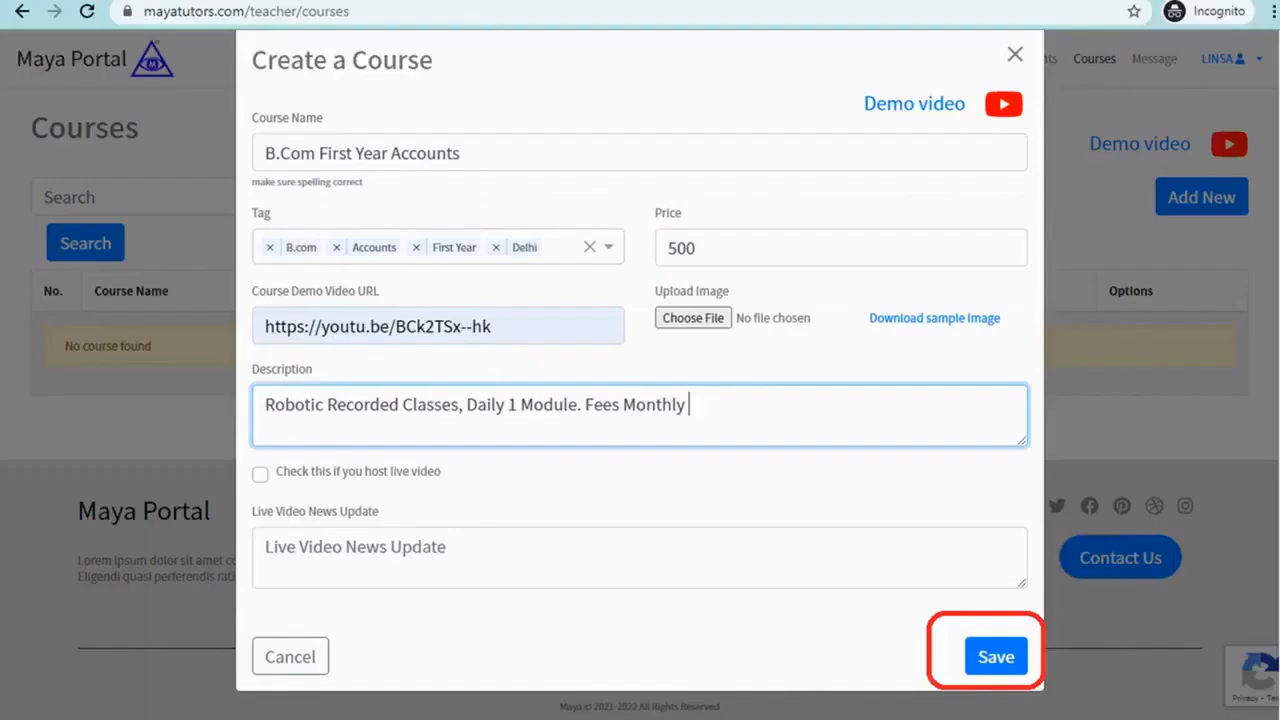 mayatutors.com/teacher/courses
Incognito
Maya Portal
M
Courses Message LINSA
Create a Course
Courses
Demo video
Demo video
Course Name
B.Com First Year Accounts
make sure spelling correct
Search
Add New
Search
Tag Price
× B.com × Accounts × First Year × Delhi
500
No. Course Name Options
Course Demo Video URL Upload Image
https://youtu.be/BCk2TSx--hk
Choose File No file chosen Download sample Image
No course found
Description
Robotic Recorded Classes, Daily 1 Module. Fees Monthly
Check this if you host live video
Maya Portal
Live Video News Update
Live Video News Update
Lorem ipsum dolor sit amet
Eligendi quasi perferendis
Contact Us
Cancel
Save
Privacy
Maya © 2021-2022 All Rights Reserved